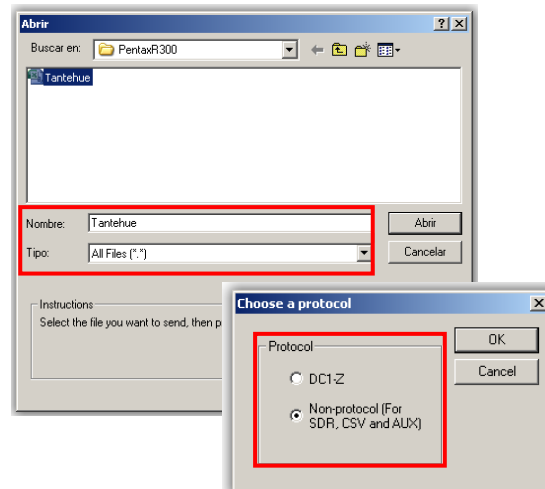 Abrir
Buscar en: PentaxR300
Tantehue
Nombre: Tantehue Abrir
Tipo: All Files (*.*) Cancelar
Instructions
Select the file you want to send, then p
Choose a protocol
Protocol
OK
DC1-Z
Cancel
Non-protocol (For
SDR, CSV and AUX)